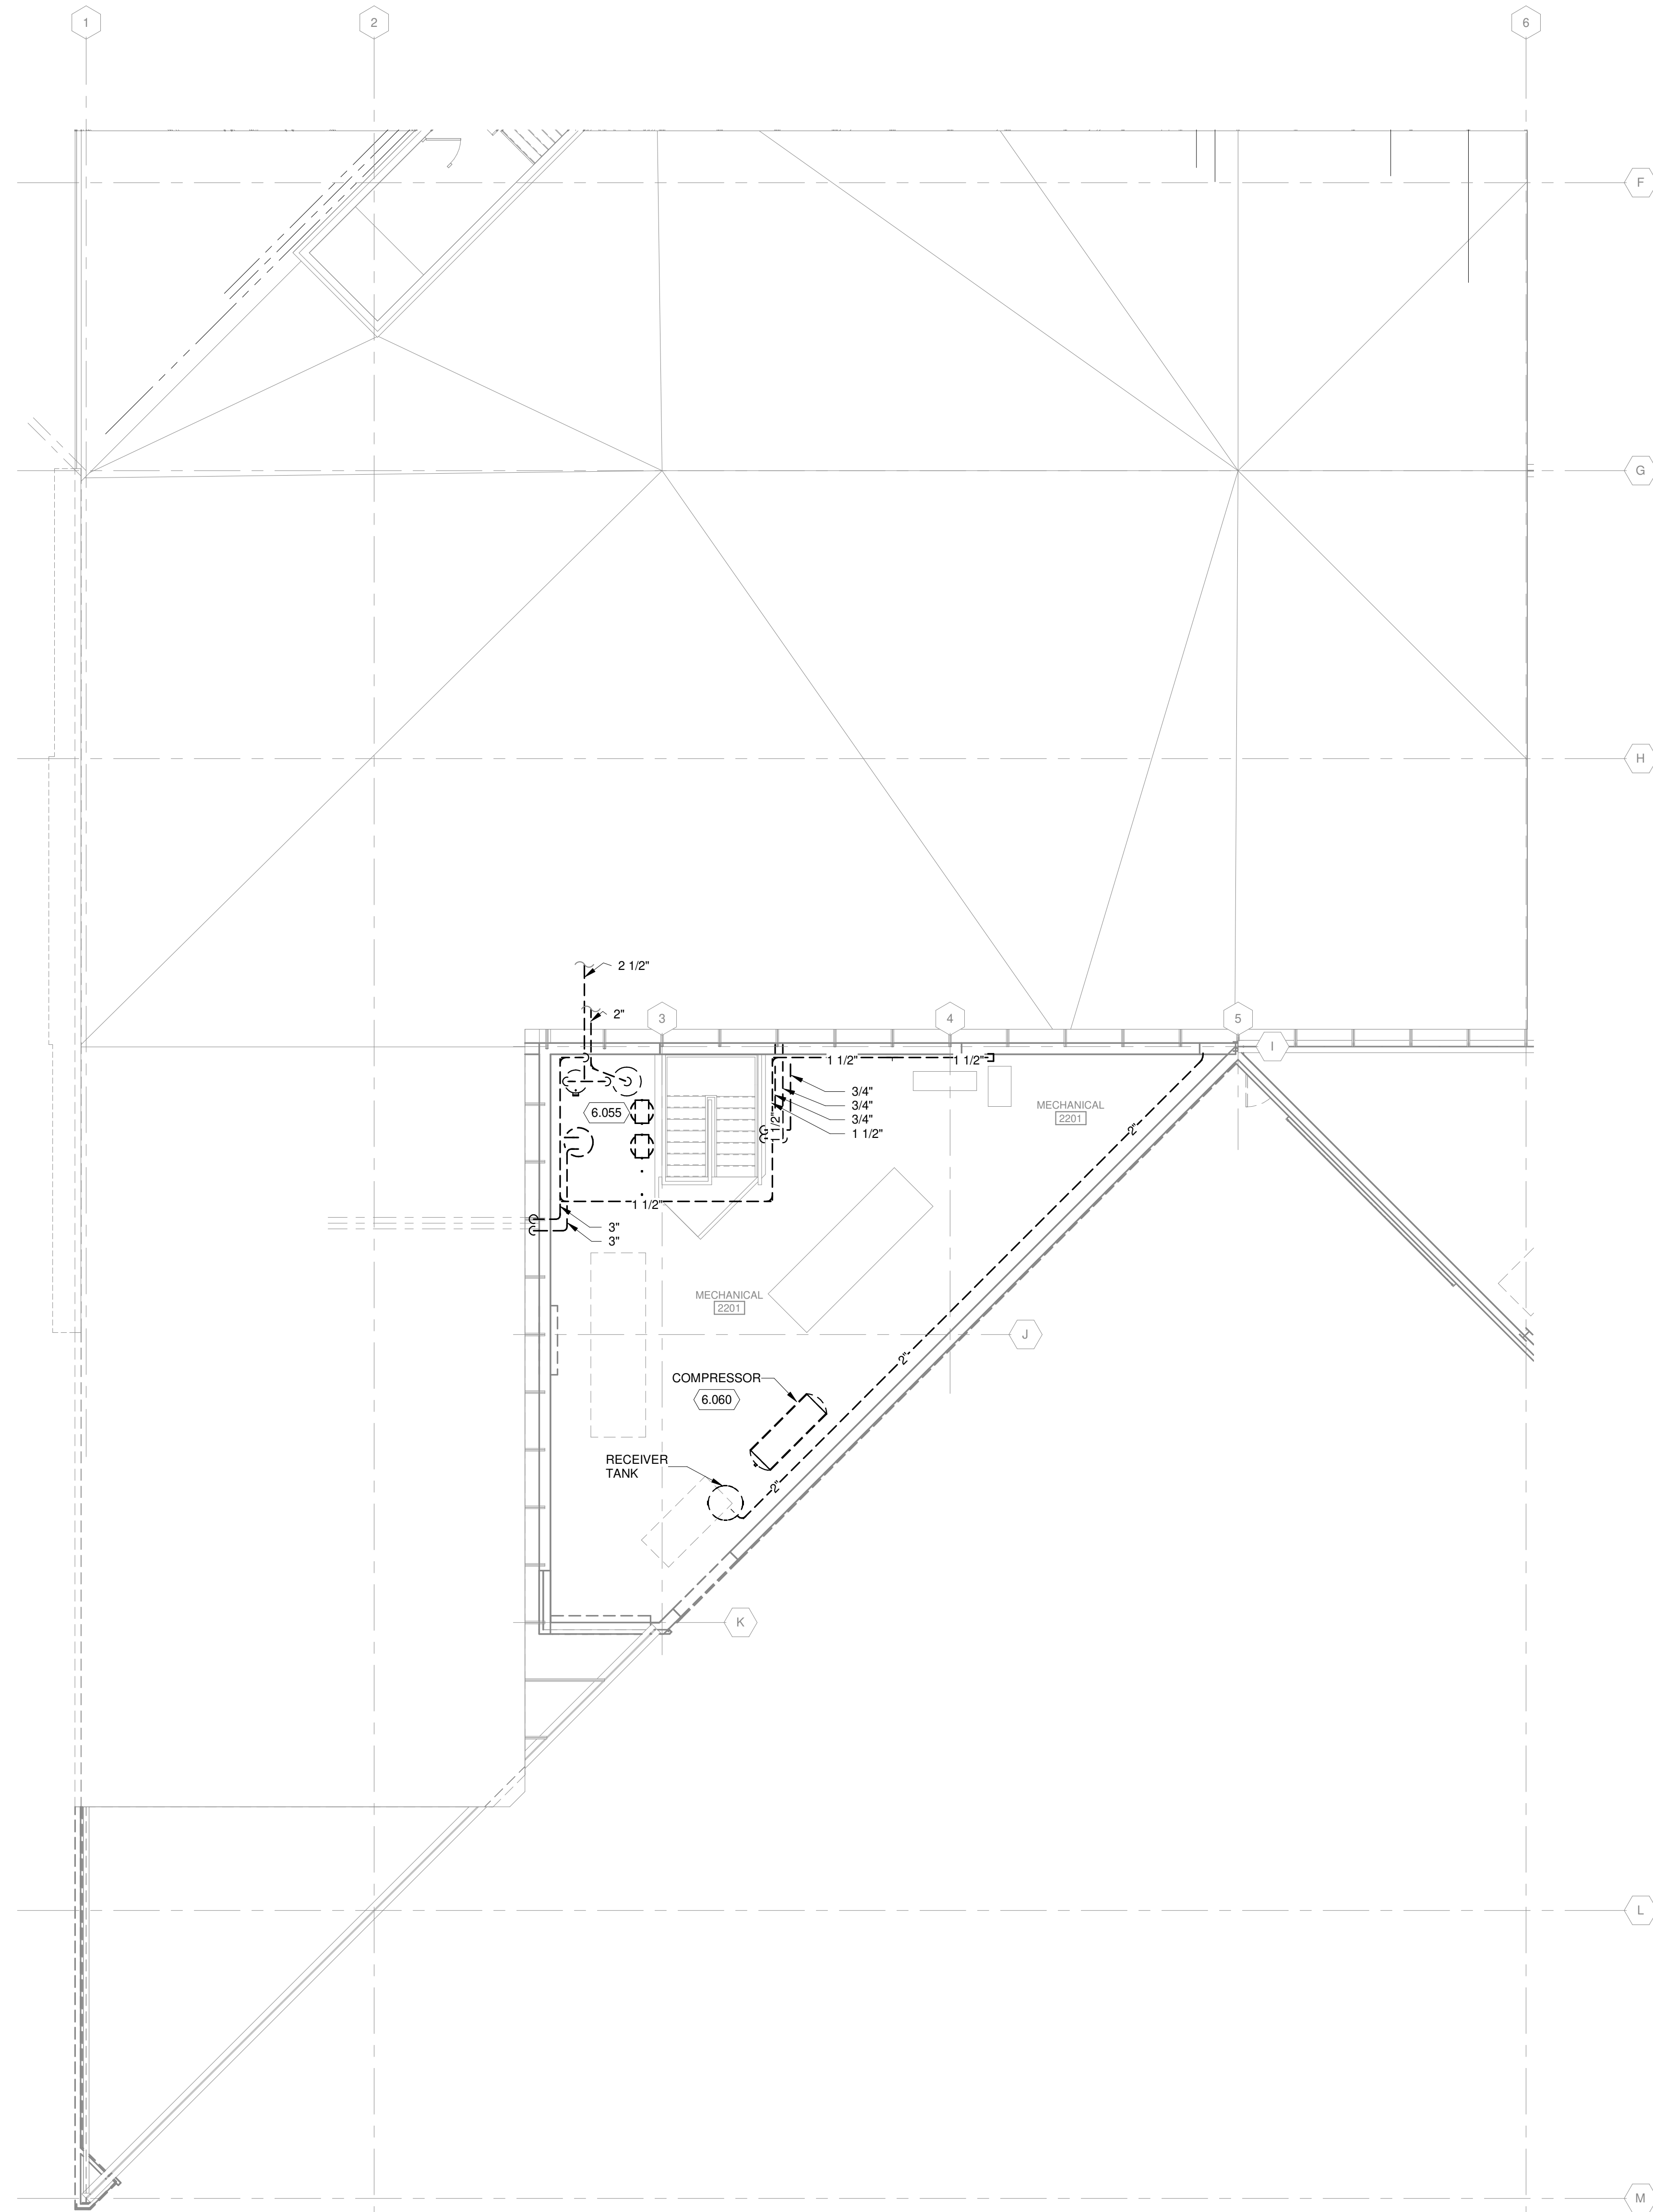 1
2
6
F
G
H
2 1/2"
2"
3
4
5
I
1 1/2"
1 1/2"
3/4"
3/4"
3/4"
1 1/2"
1 1/2"
6.055
MECHANICAL
2201
2"
1 1/2"
3"
3"
MECHANICAL
2201
J
2"
COMPRESSOR
6.060
RECEIVER
TANK
2"
K
L
M